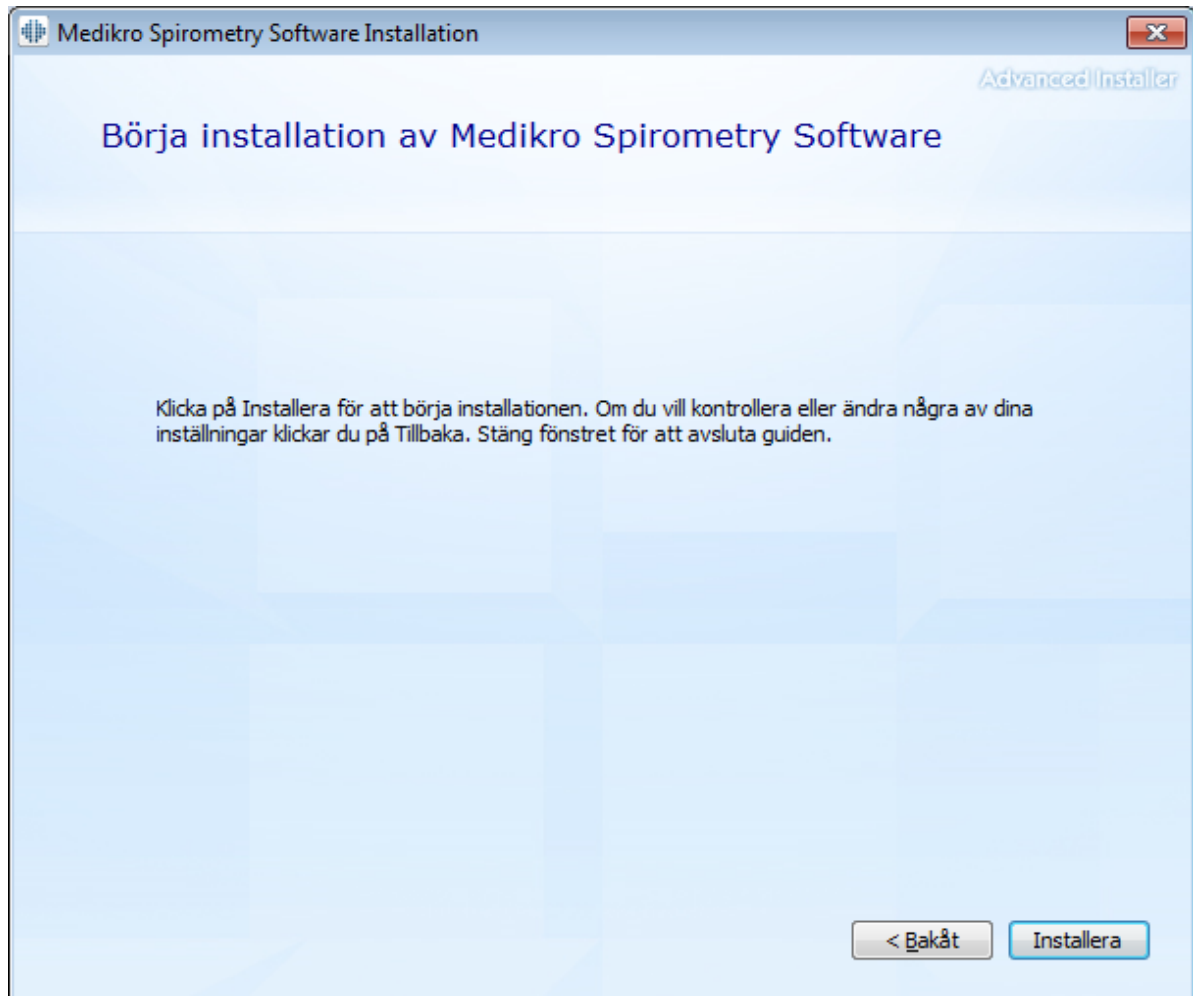 Medikro Spirometry Software Installation
Advanced Installer
Börja installation av Medikro Spirometry Software
Klicka på Installera för att börja installationen. Om du vill kontrollera eller ändra några av dina
inställningar klickar du på Tillbaka. Stäng fönstret för att avsluta guiden.
< Bakåt
Installera